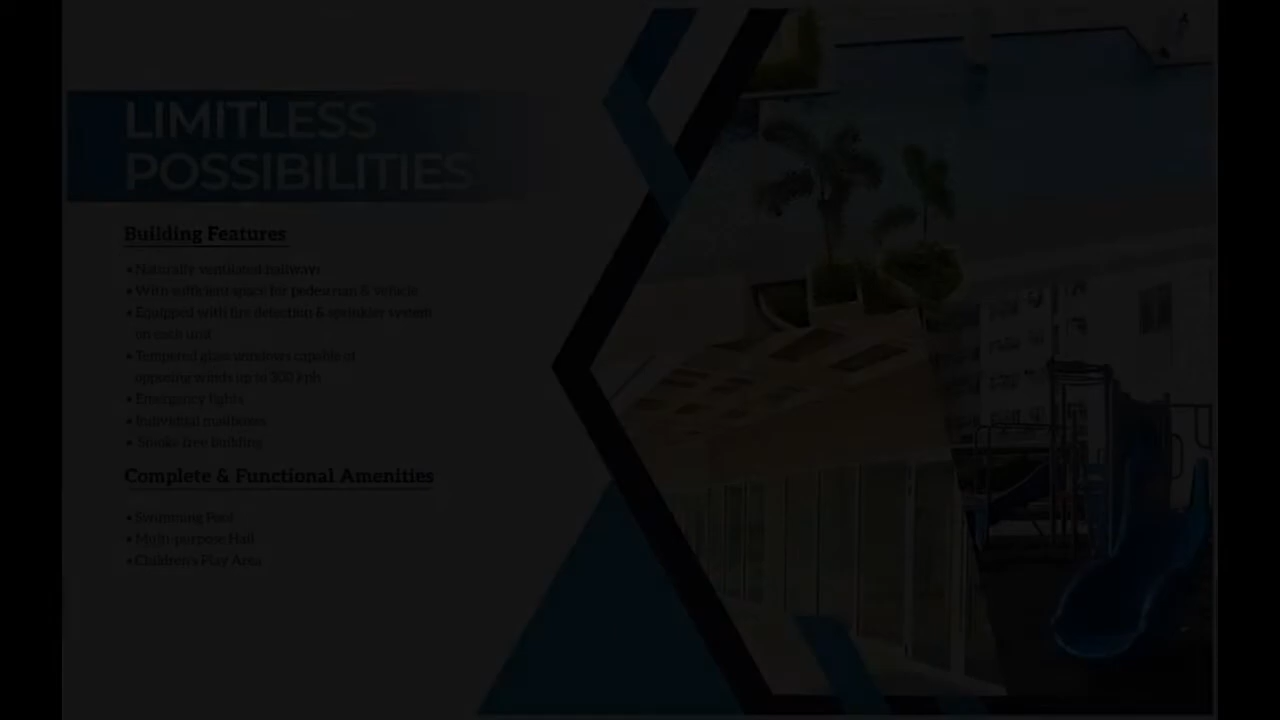 LIMITLESS
POSSIBILITIES
Building Features
• Naturally ventilated hallways
• With sufficient space for pedestrian & vehicle
• Equipped with fire detection & sprinkler system
on each unit
• Tempered glass windows capable of
opposing winds up to 300 kph
• Emergency lights
• Individual mailboxes
• Smoke free building
Complete & Functional Amenities
• Swimming Pool
• Multi-purpose Hall
• Children's Play Area